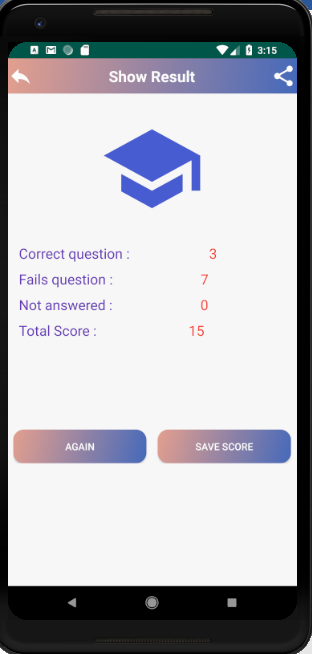 3:15
Show Result
Correct question : 3
Fails question : 7
Not answered : 0
Total Score : 15
AGAIN SAVE SCORE